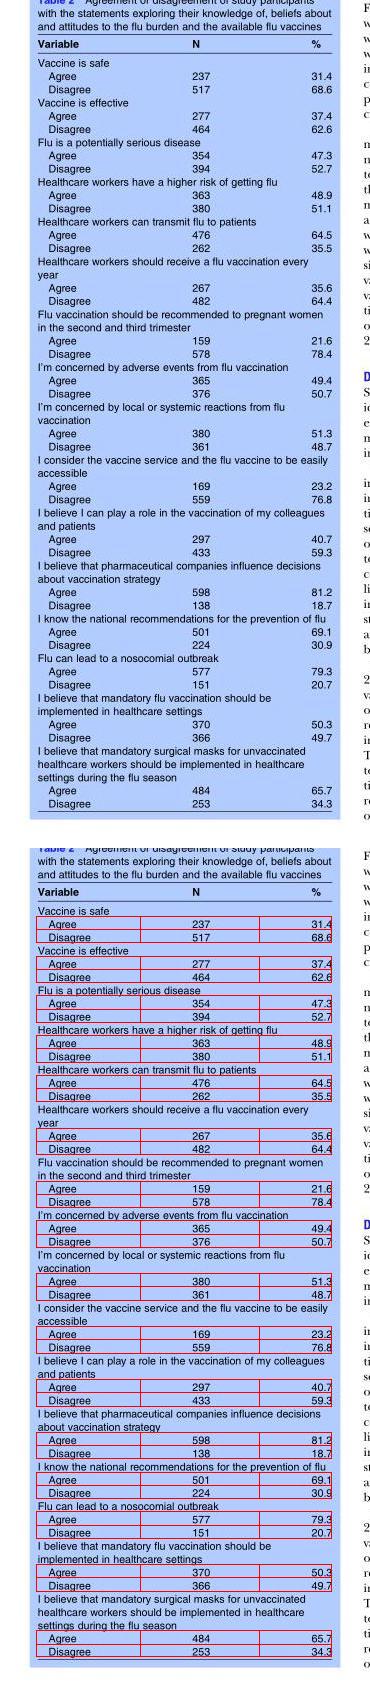 Table 2 Agreement or disagreement of study participants
with the statements exploring their knowledge of, beliefs about
and attitudes to the flu burden and the available flu vaccines
Variable N %
Vaccine is safe
Agree 237 31.4
Disagree 517 68.6
Vaccine is effective
Agree 277 37.4
Disagree 464 62.6
Flu is a potentially serious disease
Agree 354 47.3
Disagree 394 52.7
Healthcare workers have a higher risk of getting flu
Agree 363 48.9
Disagree 380 51.1
Healthcare workers can transmit flu to patients
Agree 476 64.5
Disagree 262 35.5
Healthcare workers should receive a flu vaccination every
year
Agree 267 35.6
Disagree 482 64.4
Flu vaccination should be recommended to pregnant women
in the second and third trimester
Agree 159 21.6
Disagree 578 78.4
I'm concerned by adverse events from flu vaccination
Agree 365 49.4
Disagree 376 50.7
I'm concerned by local or systemic reactions from flu
vaccination
Agree 380 51.3
Disagree 361 48.7
I consider the vaccine service and the flu vaccine to be easily
accessible
Agree 169 23.2
Disagree 559 76.8
I believe I can play a role in the vaccination of my colleagues
and patients
Agree 297 40.7
Disagree 433 59.3
I believe that pharmaceutical companies influence decisions
about vaccination strategy
Agree 598 81.2
Disagree 138 18.7
I know the national recommendations for the prevention of flu
Agree 501 69.1
Disagree 224 30.9
Flu can lead to a nosocomial outbreak
Agree 577 79.3
Disagree 151 20.7
I believe that mandatory flu vaccination should be
implemented in healthcare settings
Agree 370 50.3
Disagree 366 49.7
I believe that mandatory surgical masks for unvaccinated
healthcare workers should be implemented in healthcare
settings during the flu season
Agree 484 65.7
Disagree 253 34.3
Table 2 Agreement or disagreement of study participants
with the statements exploring their knowledge of, beliefs about
and attitudes to the flu burden and the available flu vaccines
Variable N %
Vaccine is safe
Agree 237 31.4
Disagree 517 68.6
Vaccine is effective
Agree 277 37.4
Disagree 464 62.6
Flu is a potentially serious disease
Agree 354 47.3
Disagree 394 52.7
Healthcare workers have a higher risk of getting flu
Agree 363 48.9
Disagree 380 51.1
Healthcare workers can transmit flu to patients
Agree 476 64.5
Disagree 262 35.5
Healthcare workers should receive a flu vaccination every
year
Agree 267 35.6
Disagree 482 64.4
Flu vaccination should be recommended to pregnant women
in the second and third trimester
Agree 159 21.6
Disagree 578 78.4
I'm concerned by adverse events from flu vaccination
Agree 365 49.4
Disagree 376 50.7
I'm concerned by local or systemic reactions from flu
vaccination
Agree 380 51.3
Disagree 361 48.7
I consider the vaccine service and the flu vaccine to be easily
accessible
Agree 169 23.2
Disagree 559 76.8
I believe I can play a role in the vaccination of my colleagues
and patients
Agree 297 40.7
Disagree 433 59.3
I believe that pharmaceutical companies influence decisions
about vaccination strategy
Agree 598 81.2
Disagree 138 18.7
I know the national recommendations for the prevention of flu
Agree 501 69.1
Disagree 224 30.9
Flu can lead to a nosocomial outbreak
Agree 577 79.3
Disagree 151 20.7
I believe that mandatory flu vaccination should be
implemented in healthcare settings
Agree 370 50.3
Disagree 366 49.7
I believe that mandatory surgical masks for unvaccinated
healthcare workers should be implemented in healthcare
settings during the flu season
Agree 484 65.7
Disagree 253 34.3